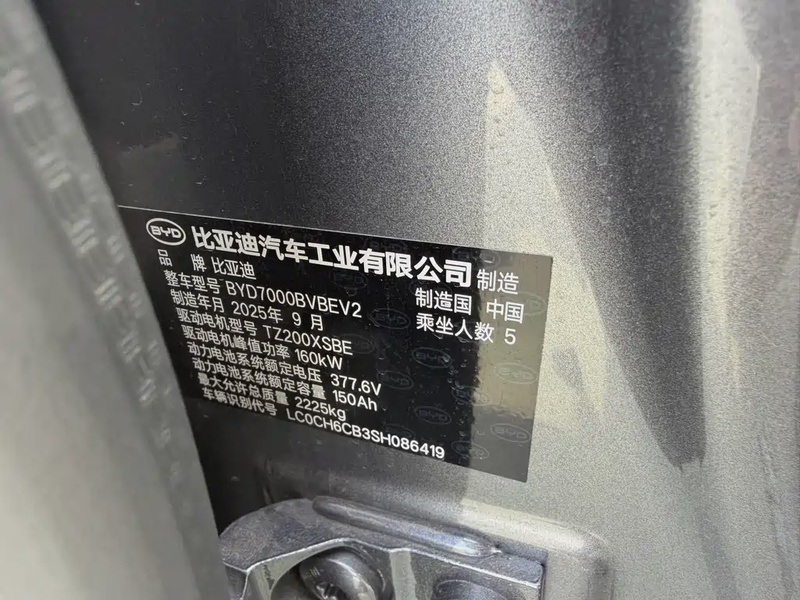 BYD 比亚迪汽车工业有限公司 制造
品 牌 比亚迪 制造国 中国
整车型号 BYD7000BVBEV2 乘坐人数 5
制造年月 2025年 9 月
驱动电机型号 TZ200XSBE
驱动电机峰值功率 160kW
动力电池系统额定电压 377.6V
动力电池系统额定容量 150Ah
最大允许总质量 2225kg
车辆识别代号 LC0CH6CB3SH086419